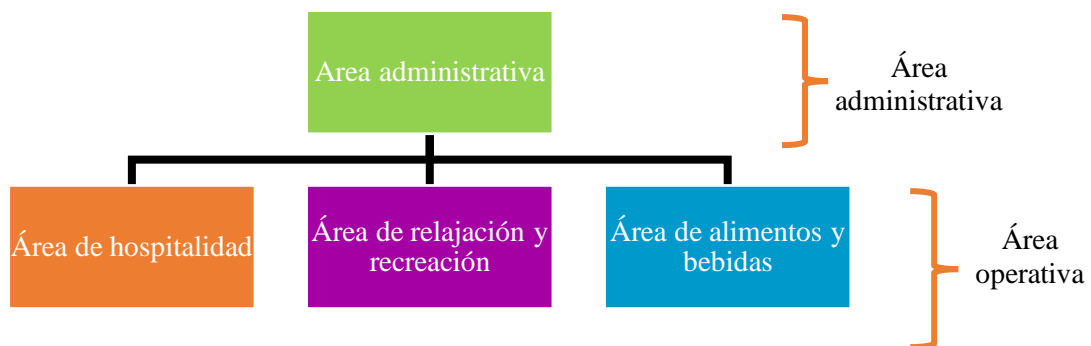 Area administrativa
Área
administrativa
Área de hospitalidad
Área de relajación y
recreación
Área de alimentos y
bebidas
Área
operativa